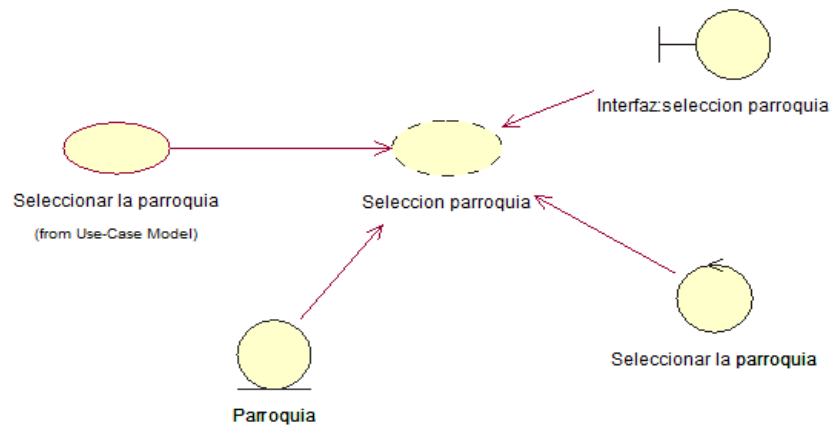 Interfaz:seleccion parroquia
Seleccionar la parroquia
(from Use-Case Model)
Seleccion parroquia
Seleccionar la parroquia
Parroquia